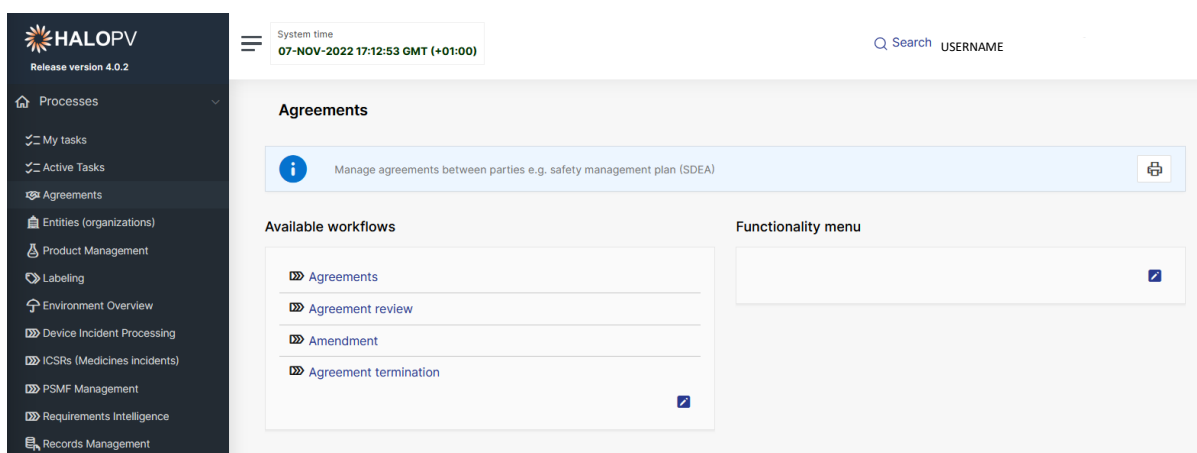 HALOPV
Release version 4.0.2
System time
07-NOV-2022 17:12:53 GMT (+01:00)
Search
USERNAME
Processes
My tasks
Active Tasks
Agreements
Entities (organizations)
Product Management
Labeling
Environment Overview
Device Incident Processing
ICSRs (Medicines incidents)
PSMF Management
Requirements Intelligence
Records Management
Agreements
Manage agreements between parties e.g. safety management plan (SDEA)
Available workflows
Agreements
Agreement review
Amendment
Agreement termination
Functionality menu